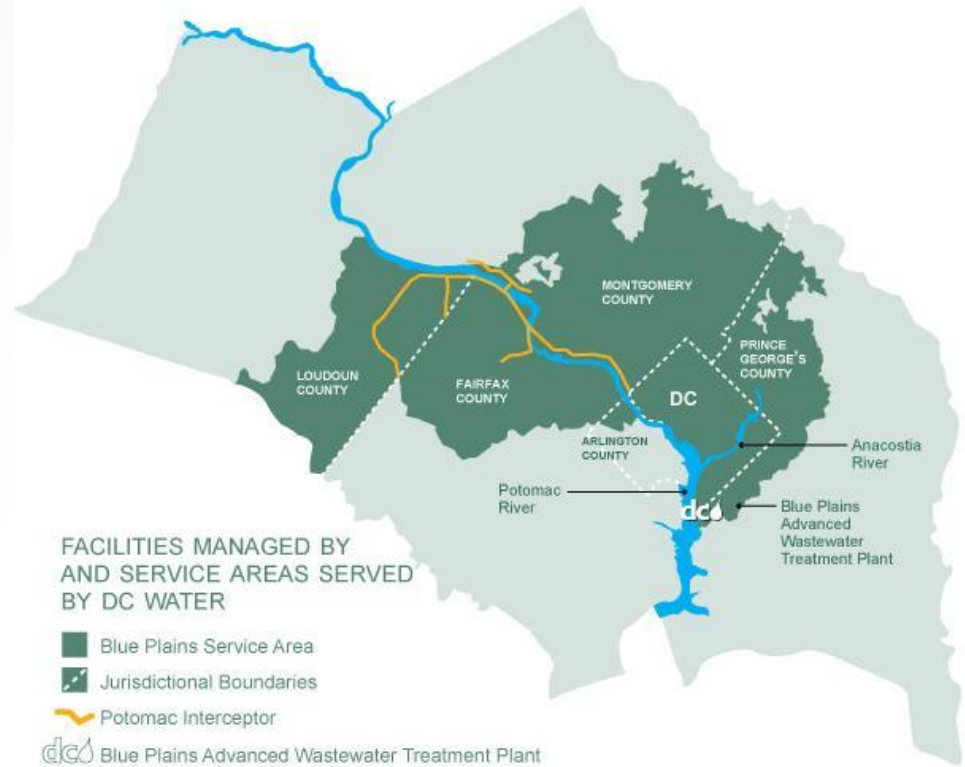 MONTGOMERY
COUNTY
PRINCE
GEORGE'S
COUNTY
LOUDOUN
COUNTY
FAIRFAX
COUNTY
DC
ARLINGTON
COUNTY
Anacostia
River
Potomac
River
dc
Blue Plains
Advanced
Wastewater
Treatment Plant
FACILITIES MANAGED BY
AND SERVICE AREAS SERVED
BY DC WATER
Blue Plains Service Area
Jurisdictional Boundaries
Potomac Interceptor
dc Blue Plains Advanced Wastewater Treatment Plant